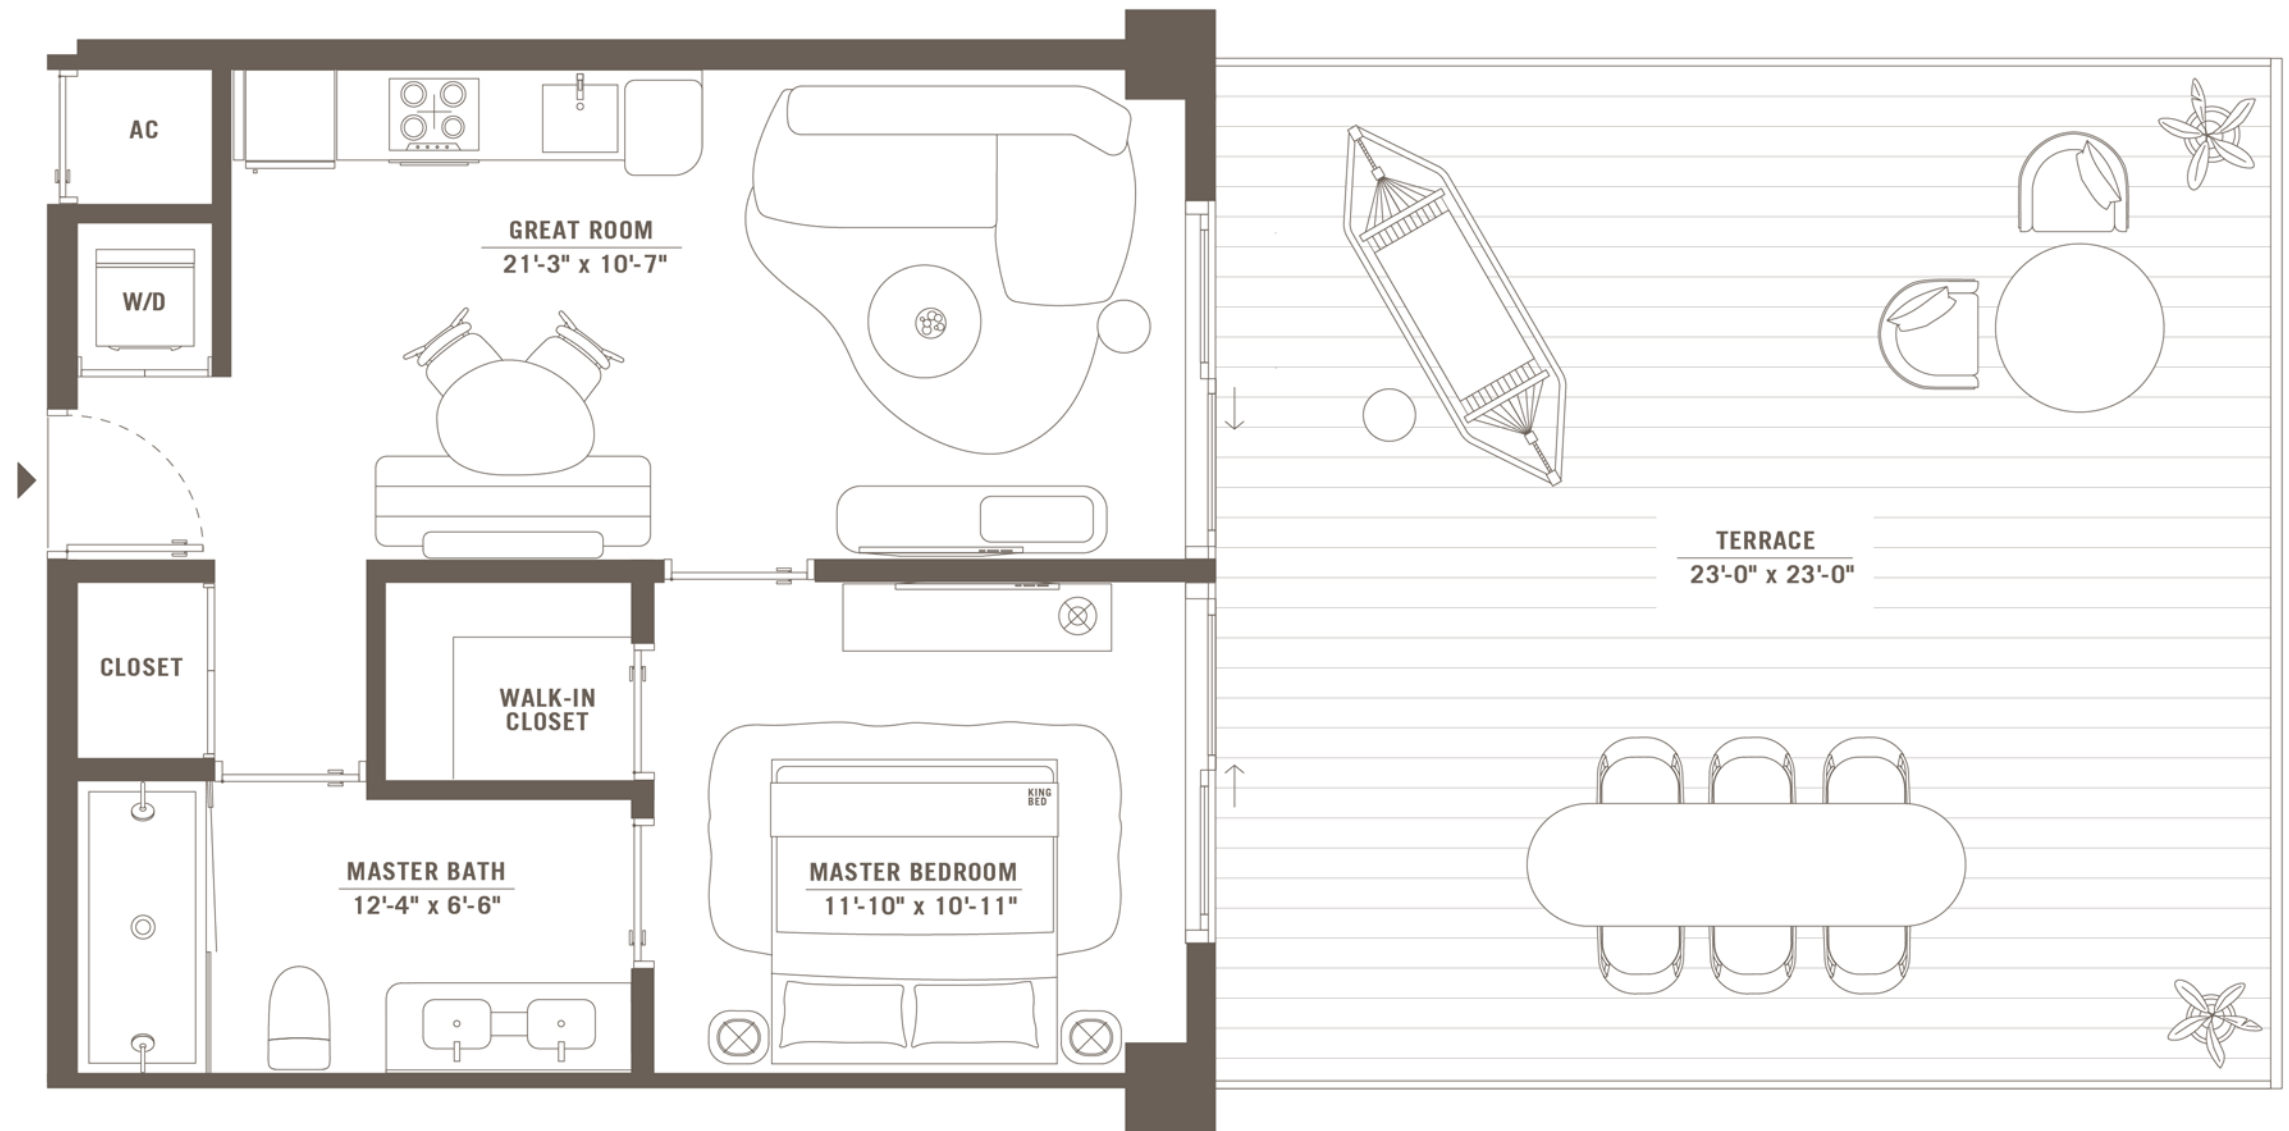 AC
GREAT ROOM
21'-3" x 10'-7"
W/D
TERRACE
23'-0" x 23'-0"
CLOSET
WALK-IN
CLOSET
KING
BED
MASTER BATH
12'-4" x 6'-6"
MASTER BEDROOM
11'-10" x 10'-11"